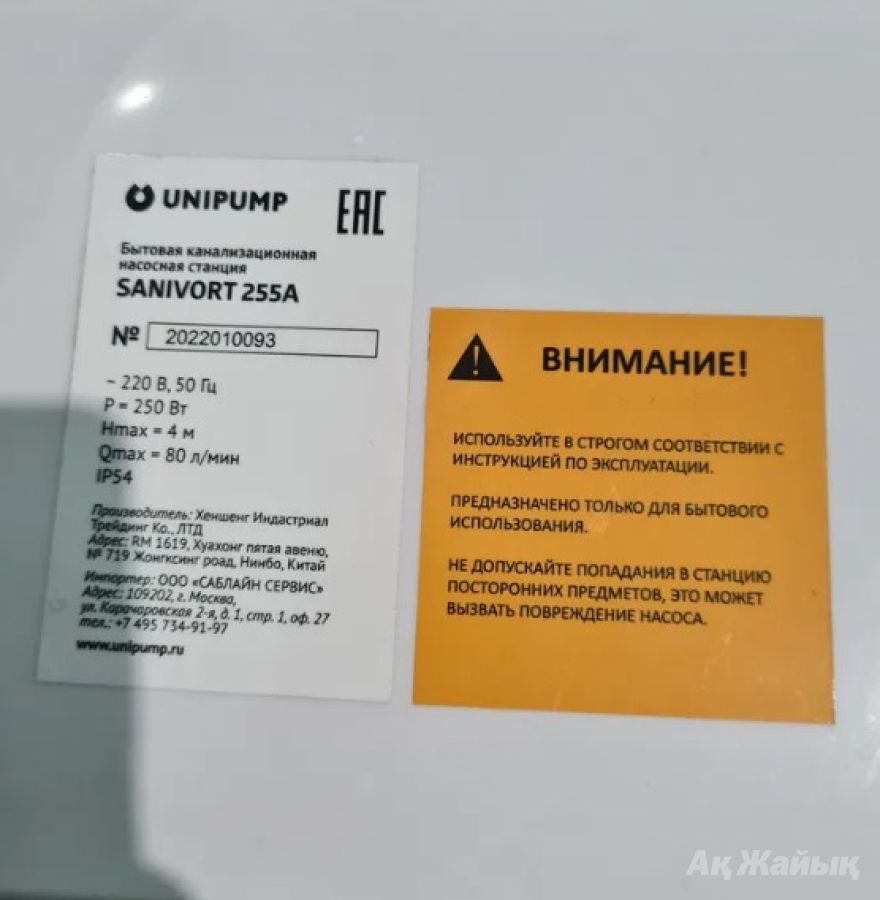 UNIPUMP
EAC
Бытовая канализационная
насосная станция
SANIVORT 255A
№ 2022010093
~ 220 В, 50 Гц
P = 250 Вт
Hmax = 4 м
Qmax = 80 л/мин
IP54
Производитель: Хеншенг Индастриал
Трейдинг Ко., ЛТД
Адрес: RM 1619, Хуахонг пятая авеню,
№ 719 Жонгксинг роад, Нинбо, Китай
Импортер: ООО «САБЛАЙН СЕРВИС»
Адрес: 109202, г. Москва,
ул. Карачаровская 2-я, д. 1, стр. 1, оф. 27
тел.: +7 495 734-91-97
www.unipump.ru
ВНИМАНИЕ!
ИСПОЛЬЗУЙТЕ В СТРОГОМ СООТВЕТСТВИИ С
ИНСТРУКЦИЕЙ ПО ЭКСПЛУАТАЦИИ.
ПРЕДНАЗНАЧЕНО ТОЛЬКО ДЛЯ БЫТОВОГО
ИСПОЛЬЗОВАНИЯ.
НЕ ДОПУСКАЙТЕ ПОПАДАНИЯ В СТАНЦИЮ
ПОСТОРОННИХ ПРЕДМЕТОВ, ЭТО МОЖЕТ
ВЫЗВАТЬ ПОВРЕЖДЕНИЕ НАСОСА.
Ақ Жайық